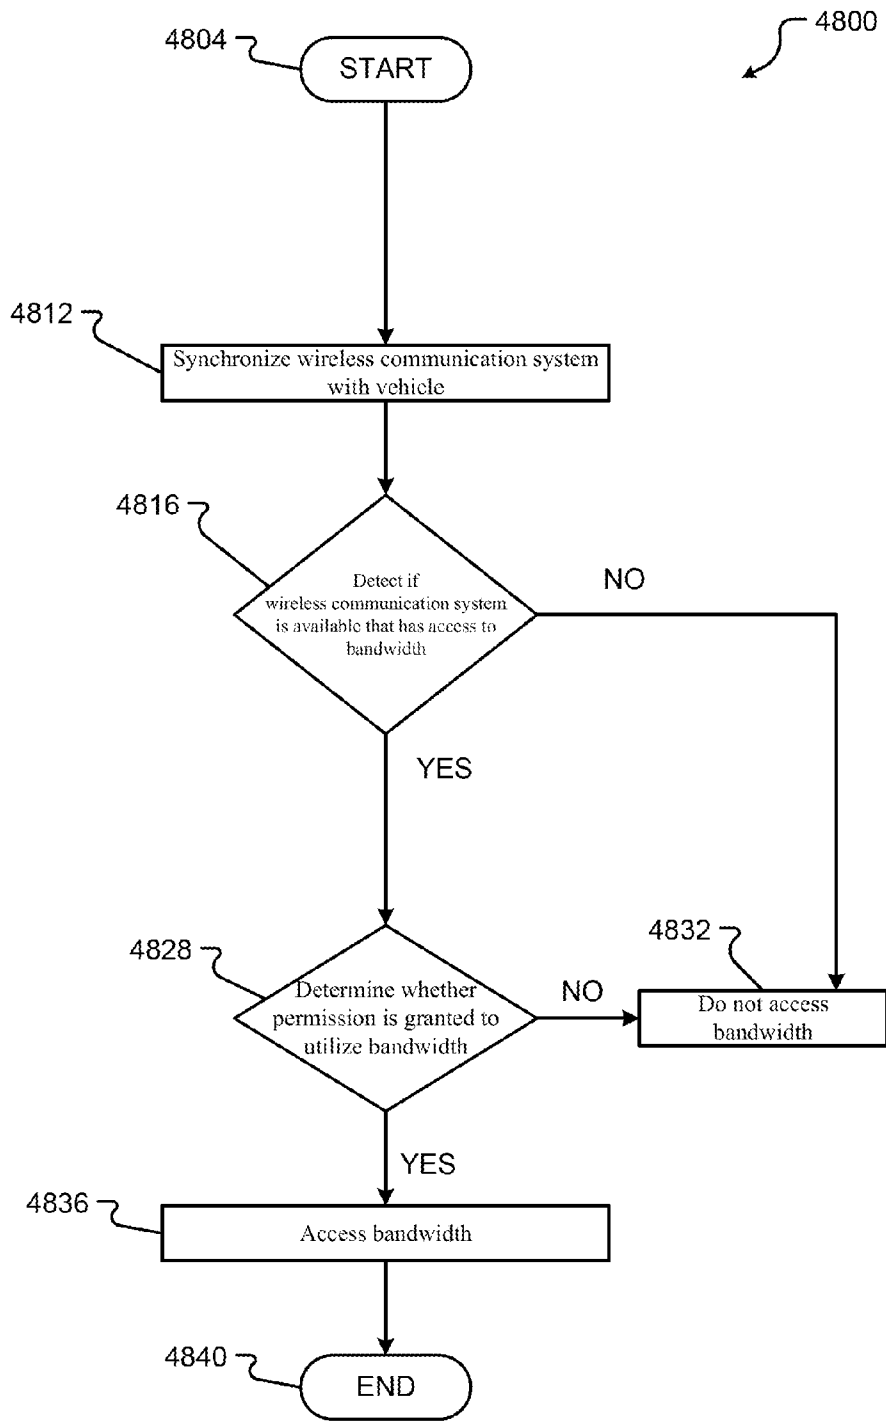 4800
4804
START
4812
Synchronize wireless communication system
with vehicle
4816
Detect if
wireless communication system
is available that has access to
bandwidth
NO
YES
4828
Determine whether
permission is granted to
utilize bandwidth
NO
4832
Do not access
bandwidth
YES
4836
Access bandwidth
4840
END